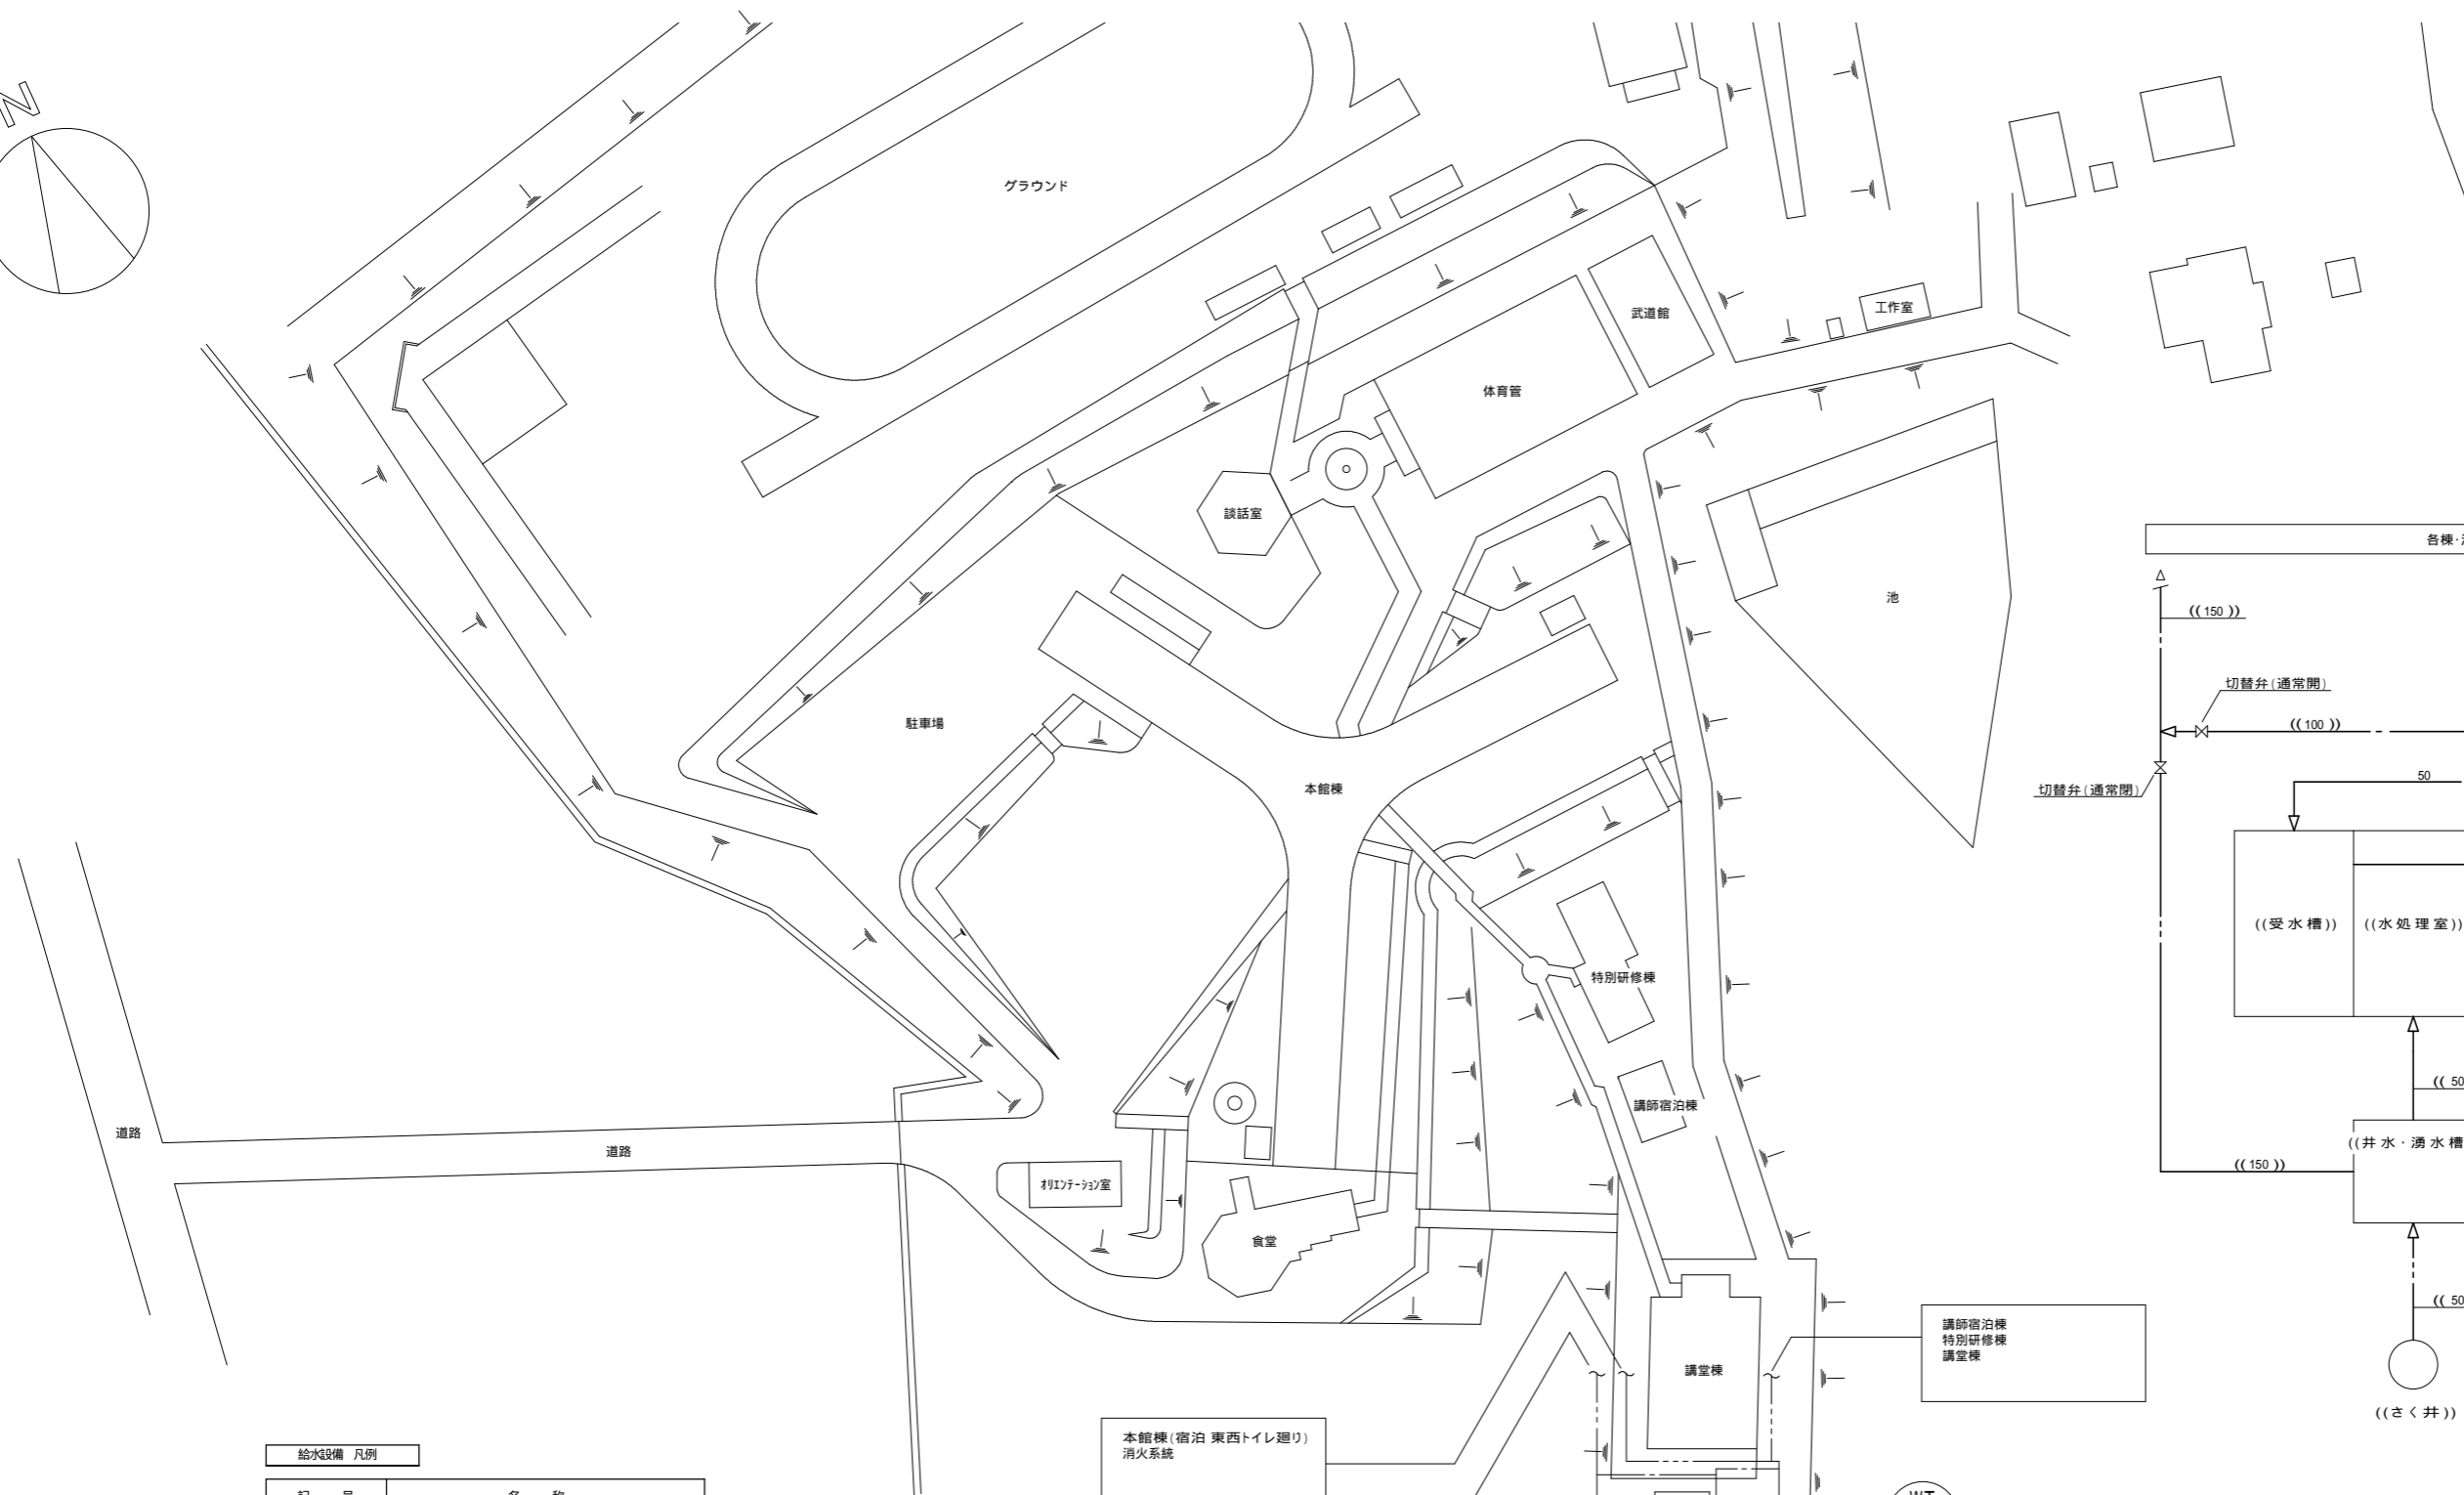 N
グラウンド
武道館
工作室
体育管
談話室
池
各棟・
((150))
切替弁(通常開)
((100))
駐車場
本館棟
50
切替弁(通常閉)
((受水槽))
((水処理室))
特別研修棟
((50
講師宿泊棟
道路
道路
((井水・湧水槽
((150))
オリエンテーション室
食堂
((50
講師宿泊棟
特別研修棟
講堂棟
講堂棟
((さく井))
本館棟(宿泊 東西トイレ廻り)
消火系統
給水設備 凡例
記 号
名 称
WT